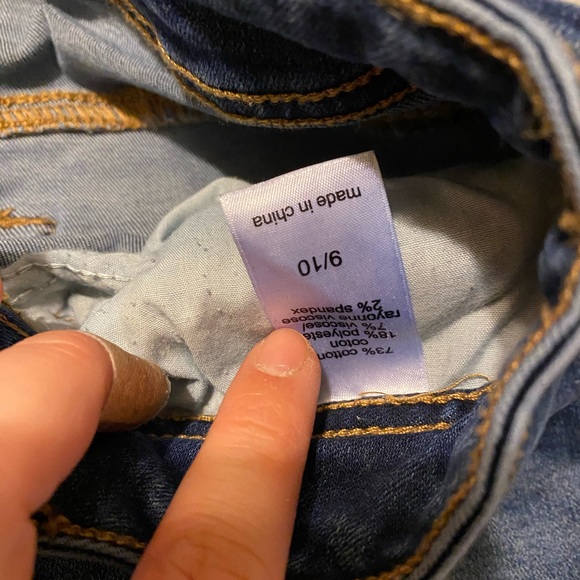 73% cotton
coton
18% polyeste
7% viscose/
rayonne viscose
2% spandex
9/10
made in china